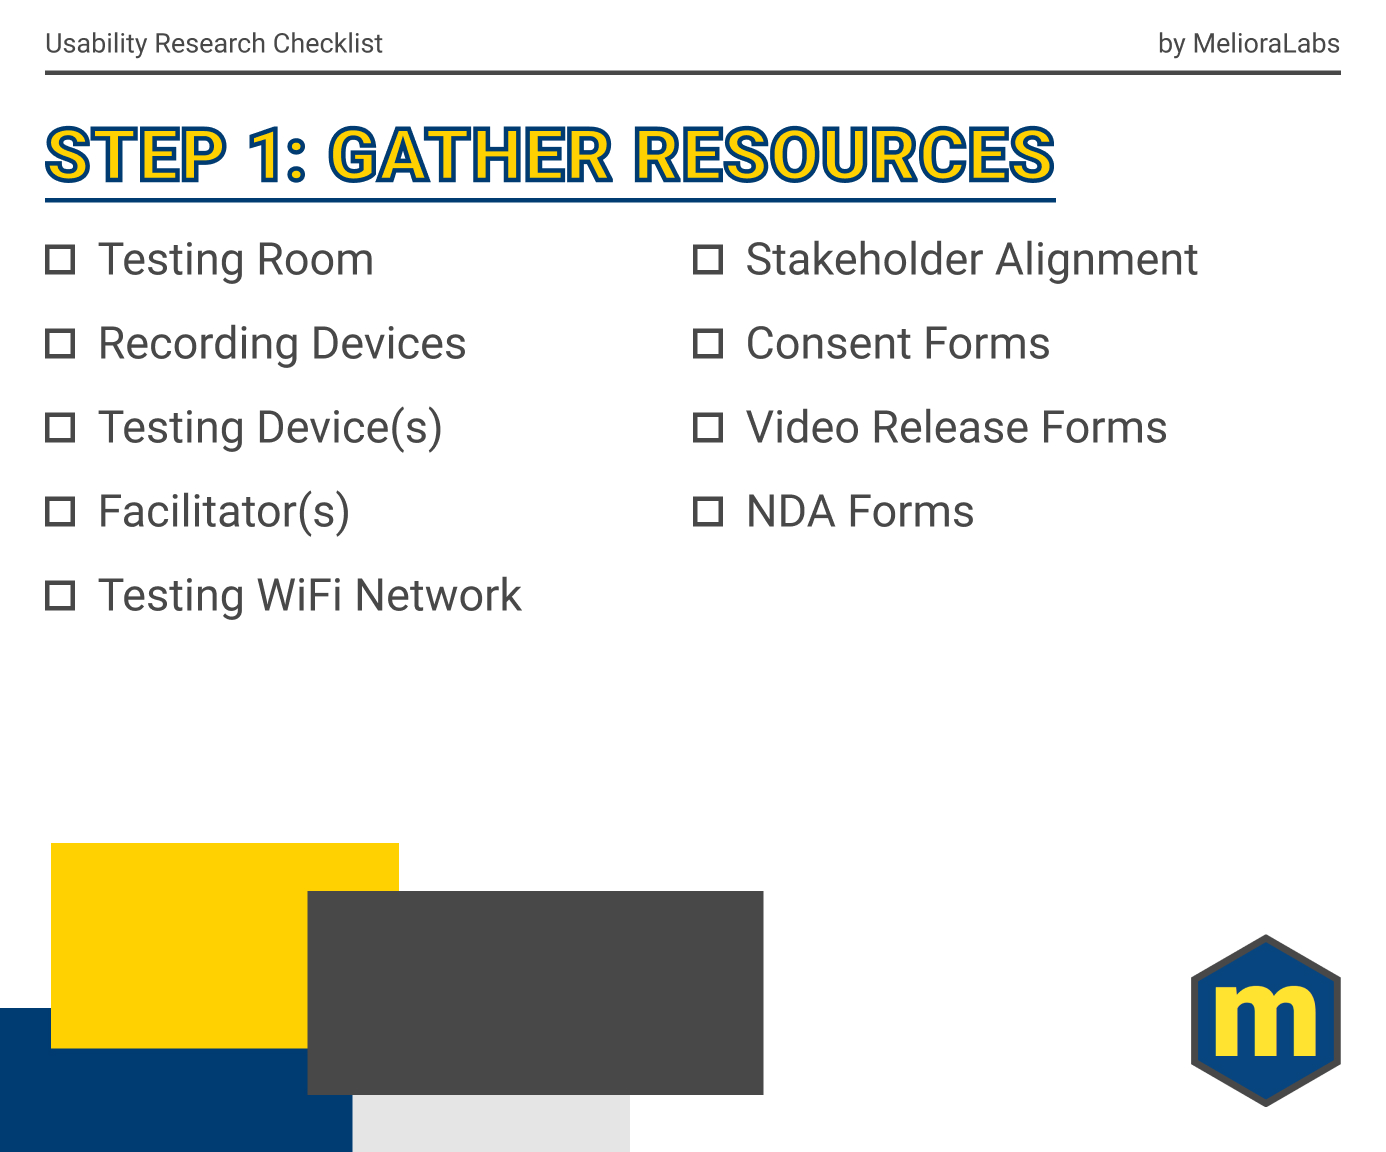 Usability Research Checklist
by MelioraLabs
STEP 1: GATHER RESOURCES
Testing Room
Recording Devices
Testing Device(s)
Facilitator(s)
Testing WiFi Network
Stakeholder Alignment
Consent Forms
Video Release Forms
NDA Forms
m